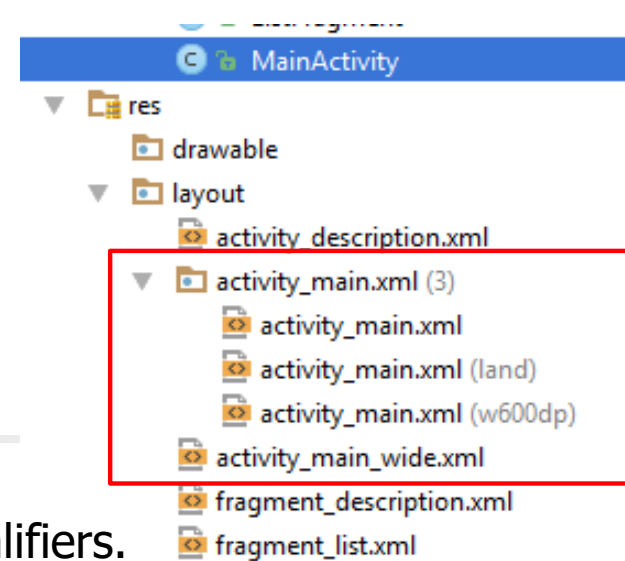 MainActivity
res
drawable
layout
activity_description.xml
activity_main.xml (3)
activity_main.xml
activity_main.xml (land)
activity_main.xml (w600dp)
activity_main_wide.xml
fragment_description.xml
lifiers.
fragment_list.xml